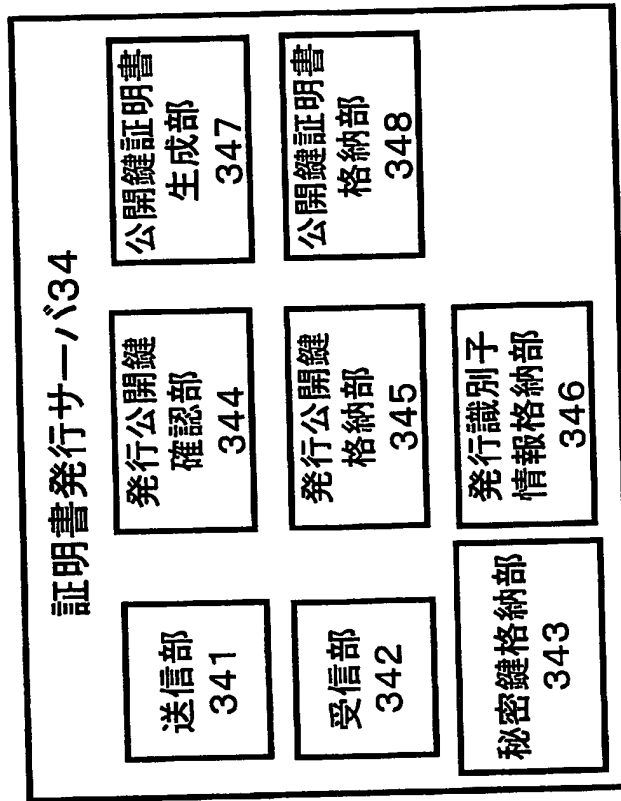 証明書発行サーバ34
送信部
341
受信部
342
秘密鍵格納部
343
発行公開鍵
確認部
344
発行公開鍵
格納部
345
発行識別子
情報格納部
346
公開鍵証明書
生成部
347
公開鍵証明書
格納部
348